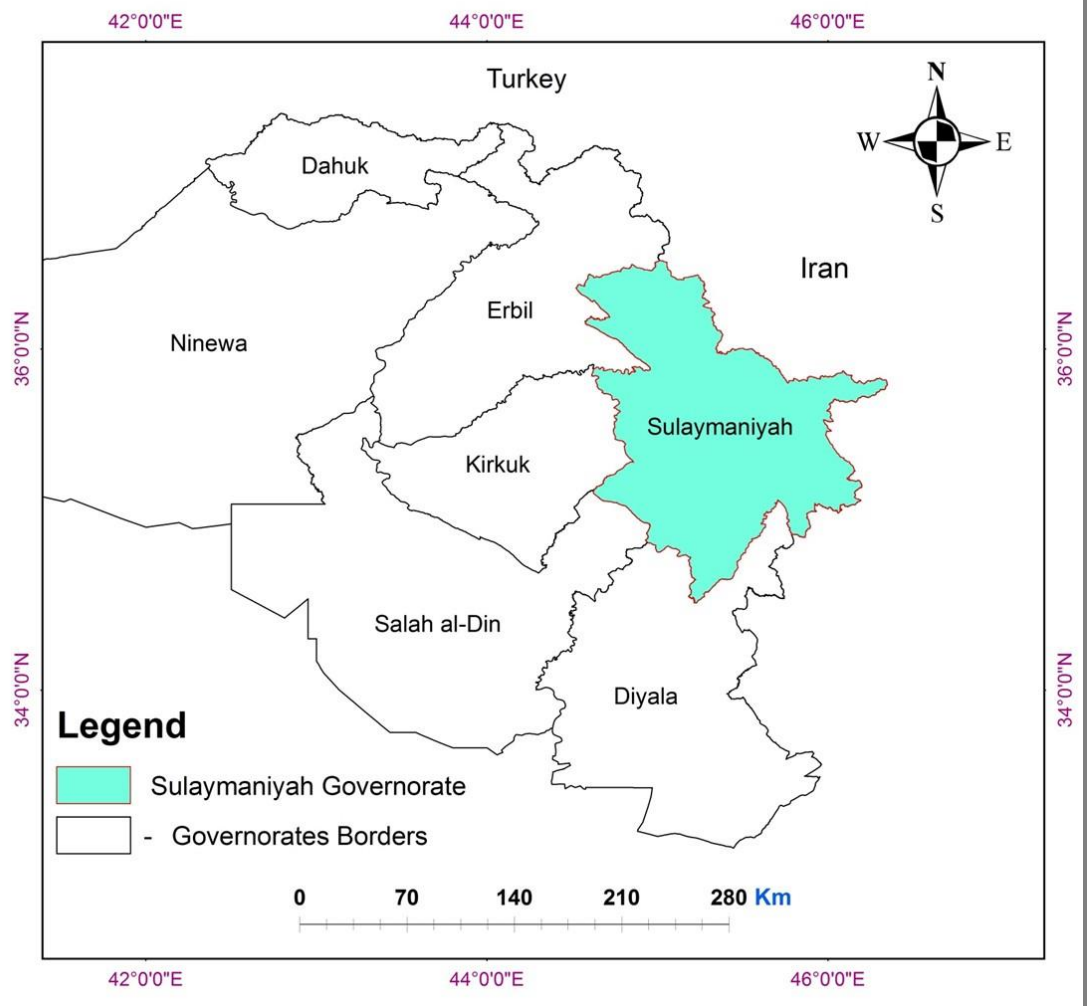 42°0'0"E 44°0'0"E 46°0'0"E
Turkey
N
W E
S
Dahuk
Iran
Erbil
36°0'0"N 36°0'0"N
Ninewa
Sulaymaniyah
Kirkuk
Salah al-Din
34°0'0"N 34°0'0"N
Diyala
Legend
Sulaymaniyah Governorate
- Governorates Borders
0 70 140 210 280 Km
42°0'0"E 44°0'0"E 46°0'0"E